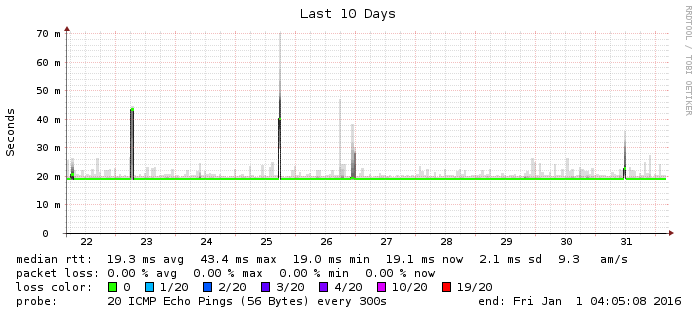 Last 10 Days
RRDTOOL / TOBI OETIKER
Seconds
70 m
60 m
50 m
40 m
30 m
20 m
10 m
0
22 23 24 25 26 27 28 29 30 31
median rtt: 19.3 ms avg 43.4 ms max 19.0 ms min 19.1 ms now 2.1 ms sd 9.3 am/s
packet loss: 0.00 % avg 0.00 % max 0.00 % min 0.00 % now
loss color: 0 1/20 2/20 3/20 4/20 10/20 19/20
probe: 20 ICMP Echo Pings (56 Bytes) every 300s end: Fri Jan 1 04:05:08 2016